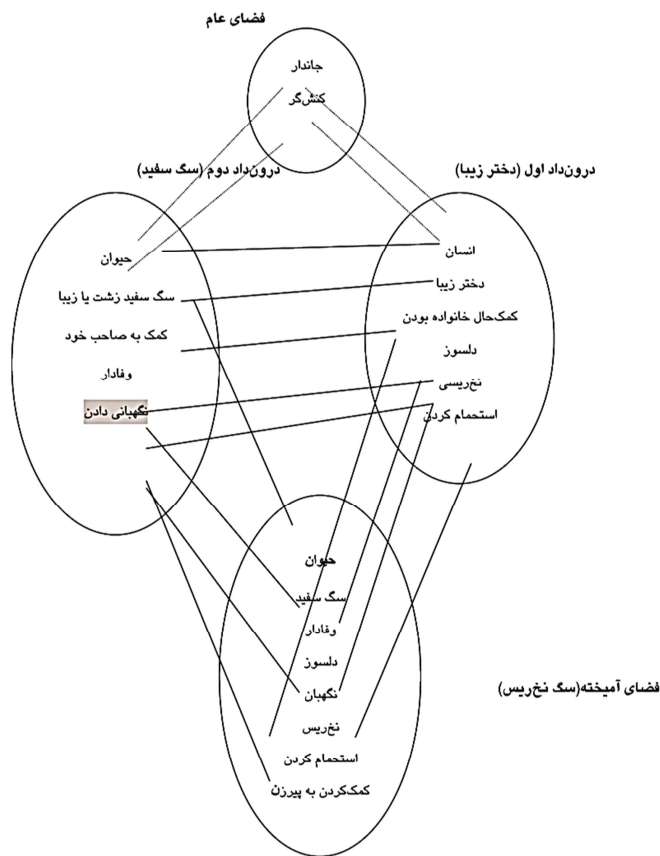 فضای عام
جاندار
کنش‌گر
درون‌داد اول (دختر زیبا)
درون‌داد دوم (سگ سفید)
انسان
دختر زیبا
کمک‌حال خانواده بودن
دلسوز
نخ‌ریسی
استحمام کردن
حیوان
سگ سفید زشت یا زیبا
کمک به صاحب خود
وفادار
نگهبانی دادن
حیوان
سگ سفید
وفادار
دلسوز
نگهبان
نخ‌ریس
استحمام کردن
کمک‌کردن به پیرزن
فضای آمیخته(سگ نخ‌ریس)